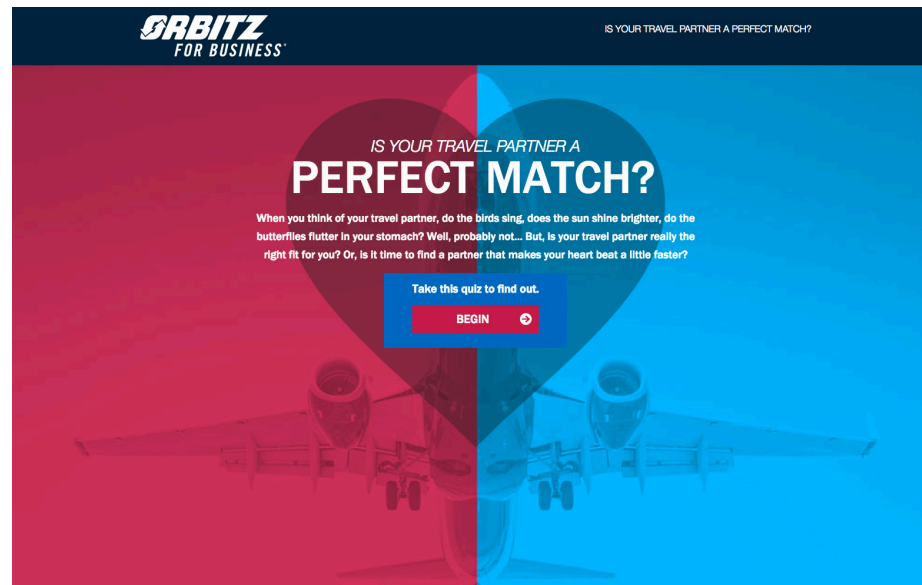 ORBITZ
FOR BUSINESS
IS YOUR TRAVEL PARTNER A PERFECT MATCH?
IS YOUR TRAVEL PARTNER A
PERFECT MATCH?
When you think of your travel partner, do the birds sing, does the sun shine brighter, do the
butterflies flutter in your stomach? Well, probably not... But, is your travel partner really the
right fit for you? Or, is it time to find a partner that makes your heart beat a little faster?
Take this quiz to find out.
BEGIN